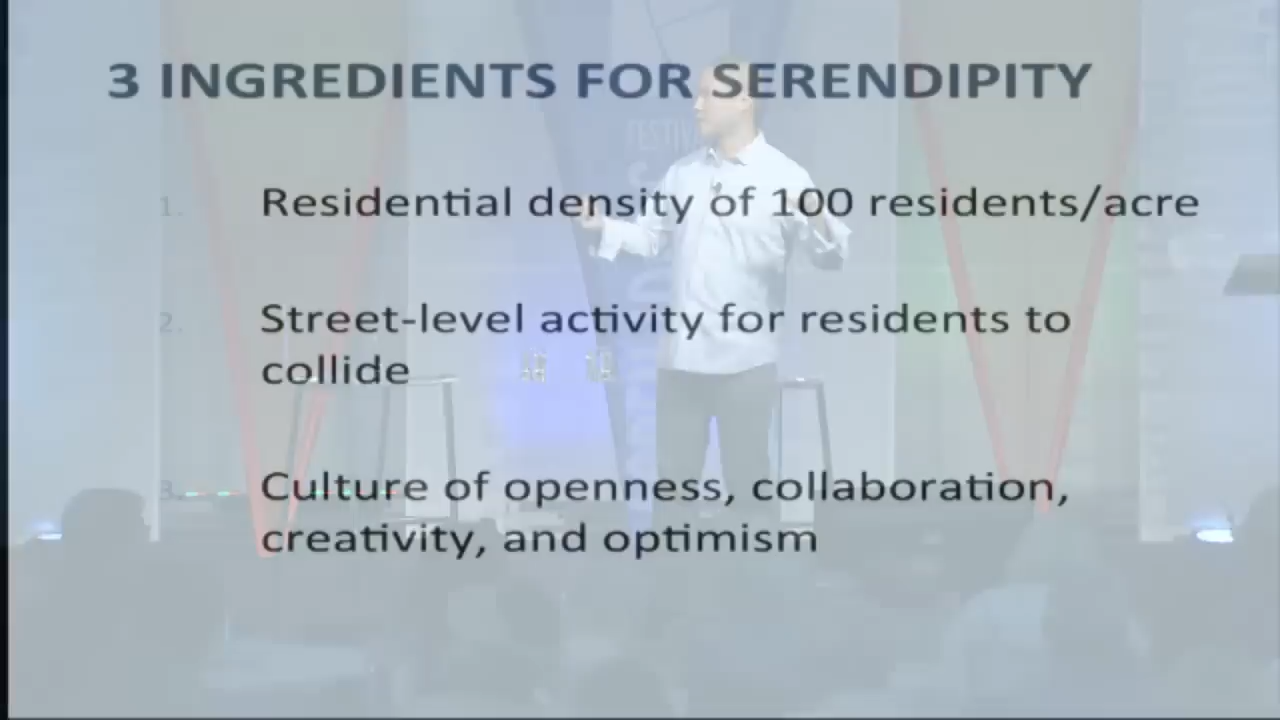 3 INGREDIENTS FOR SERENDIPITY
1. Residential density of 100 residents/acre
2. Street-level activity for residents to
collide
3. Culture of openness, collaboration,
creativity, and optimism
FESTIV